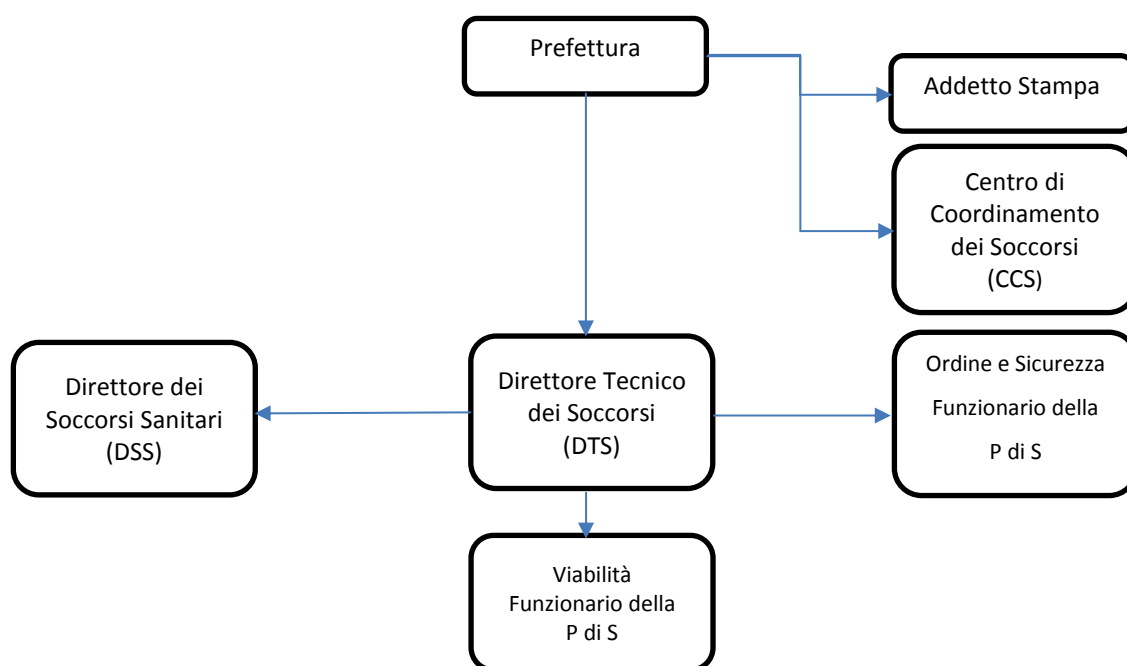 Prefettura
Addetto Stampa
Centro di
Coordinamento
dei Soccorsi
(CCS)
Direttore dei
Soccorsi Sanitari
(DSS)
Direttore Tecnico
dei Soccorsi
(DTS)
Ordine e Sicurezza
Funzionario della
P di S
Viabilità
Funzionario della
P di S